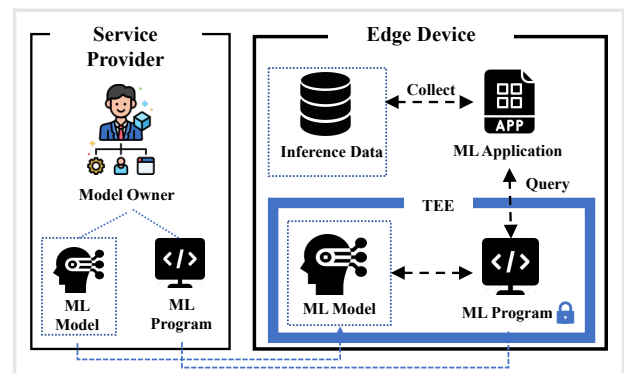 Service
Provider
Model Owner
ML
Model
</>
ML
Program
Edge Device
Inference Data
Collect
APP
ML Application
Query
TEE
ML Model
</>
ML Program